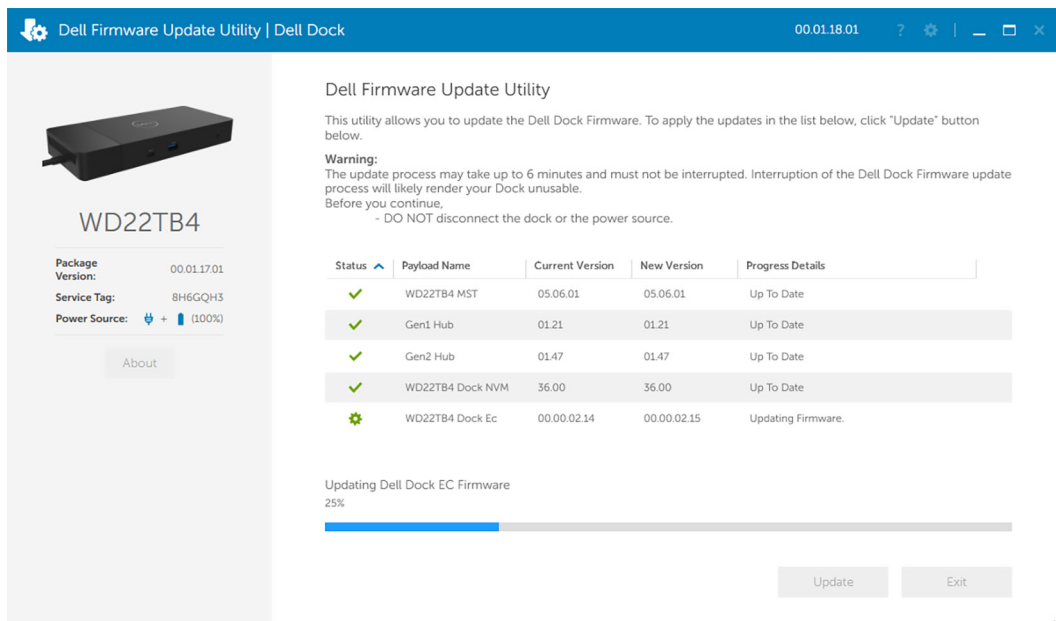 Dell Firmware Update Utility | Dell Dock
00.01.18.01
?
Dell Firmware Update Utility
This utility allows you to update the Dell Dock Firmware. To apply the updates in the list below, click "Update" button
below.
Warning:
The update process may take up to 6 minutes and must not be interrupted. Interruption of the Dell Dock Firmware update
process will likely render your Dock unusable.
Before you continue,
- DO NOT disconnect the dock or the power source.
WD22TB4
Package Version: 00.01.17.01
Service Tag: 8H6GQH3
Power Source: + (100%)
About
Status Payload Name Current Version New Version Progress Details
WD22TB4 MST 05.06.01 05.06.01 Up To Date
Gen1 Hub 01.21 01.21 Up To Date
Gen2 Hub 01.47 01.47 Up To Date
WD22TB4 Dock NVM 36.00 36.00 Up To Date
WD22TB4 Dock Ec 00.00.02.14 00.00.02.15 Updating Firmware.
Updating Dell Dock EC Firmware
25%
Update Exit